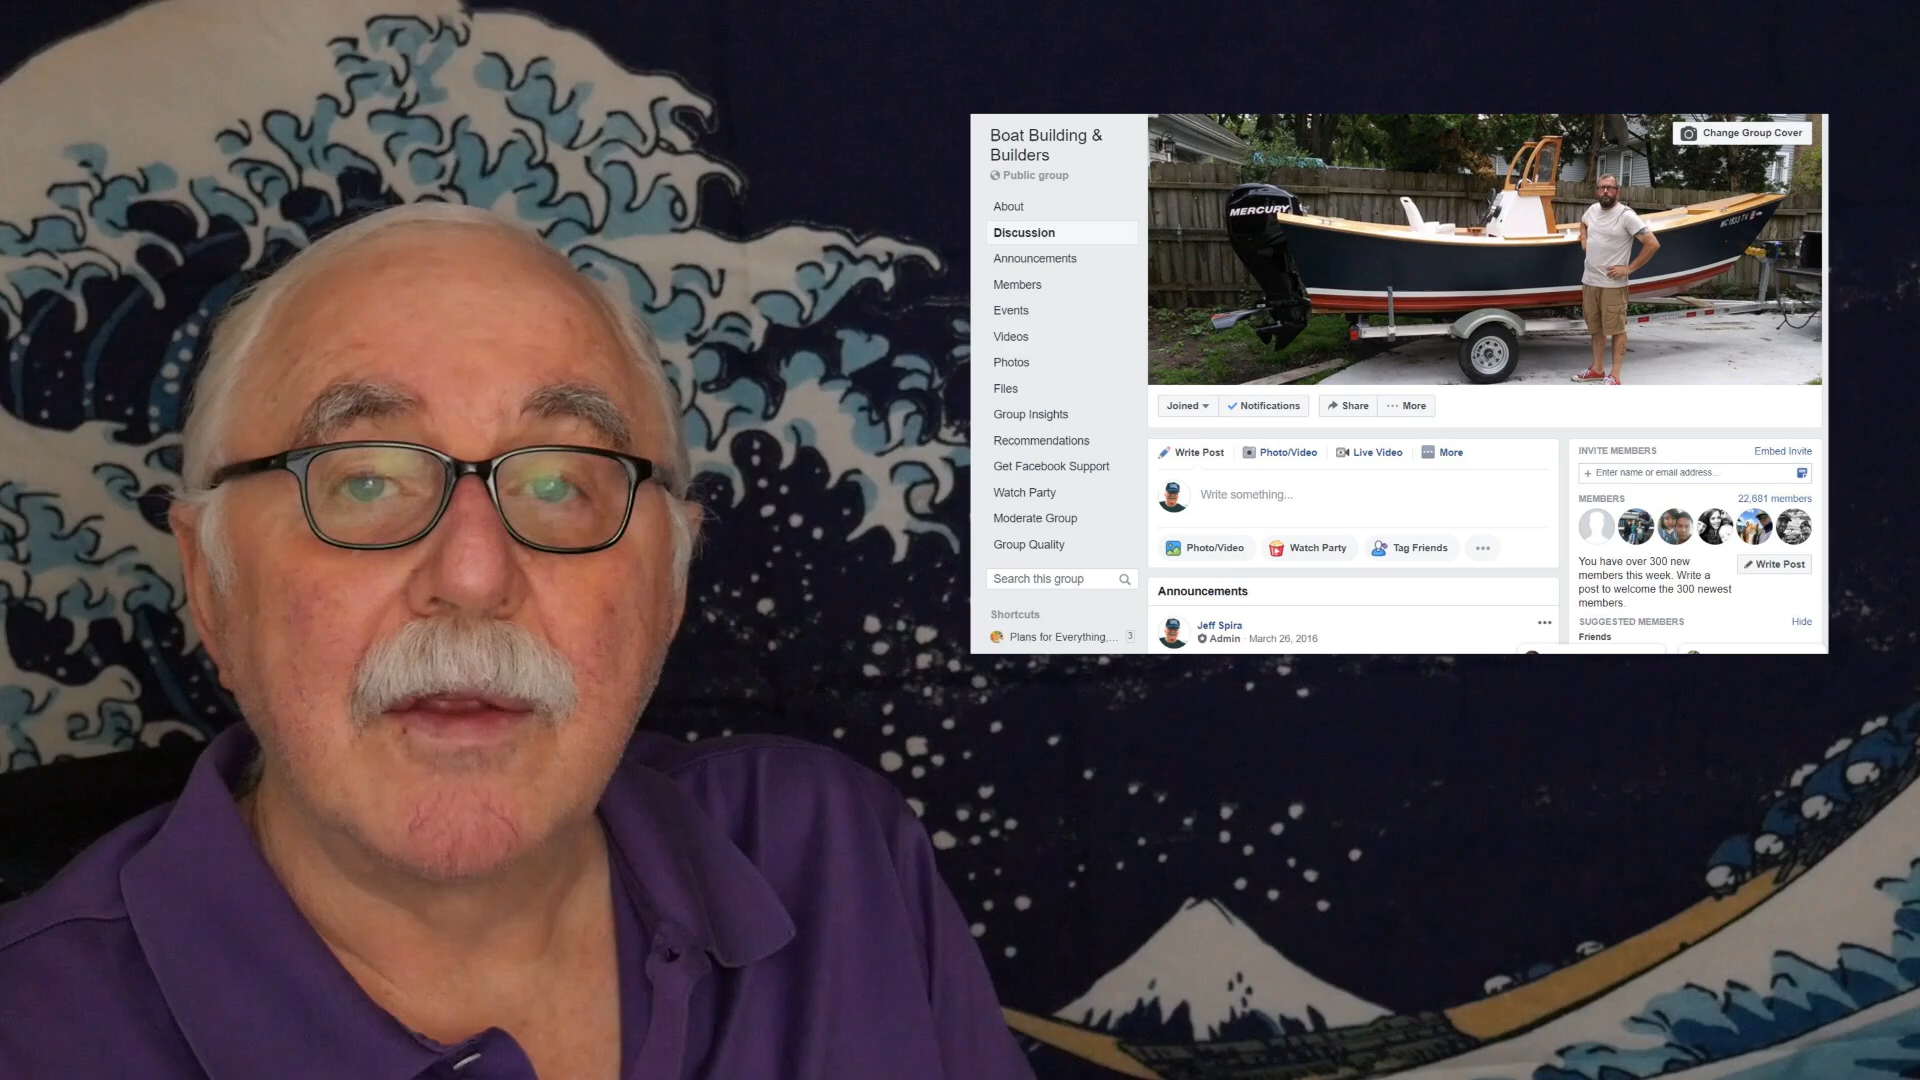 Boat Building &
Builders
Public group
About
Discussion
Announcements
Members
Events
Videos
Photos
Files
Group Insights
Recommendations
Get Facebook Support
Watch Party
Moderate Group
Group Quality
Search this group
Shortcuts
Plans for Everything,... 3
Change Group Cover
MERCURY
MC 1933 TV
Joined Notifications Share ... More
Write Post Photo/Video Live Video More
Write something...
Photo/Video Watch Party Tag Friends ...
Announcements
Jeff Spira ...
Admin · March 26, 2016
INVITE MEMBERS Embed Invite
+ Enter name or email address...
MEMBERS 22,681 members
You have over 300 new
members this week. Write a
post to welcome the 300 newest
members.
Write Post
SUGGESTED MEMBERS Hide
Friends